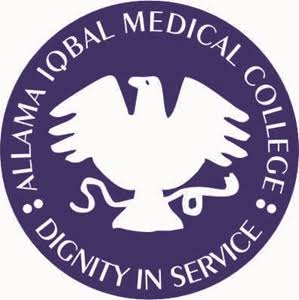 ALLAMA IQBAL MEDICAL COLLEGE
DIGNITY IN SERVICE